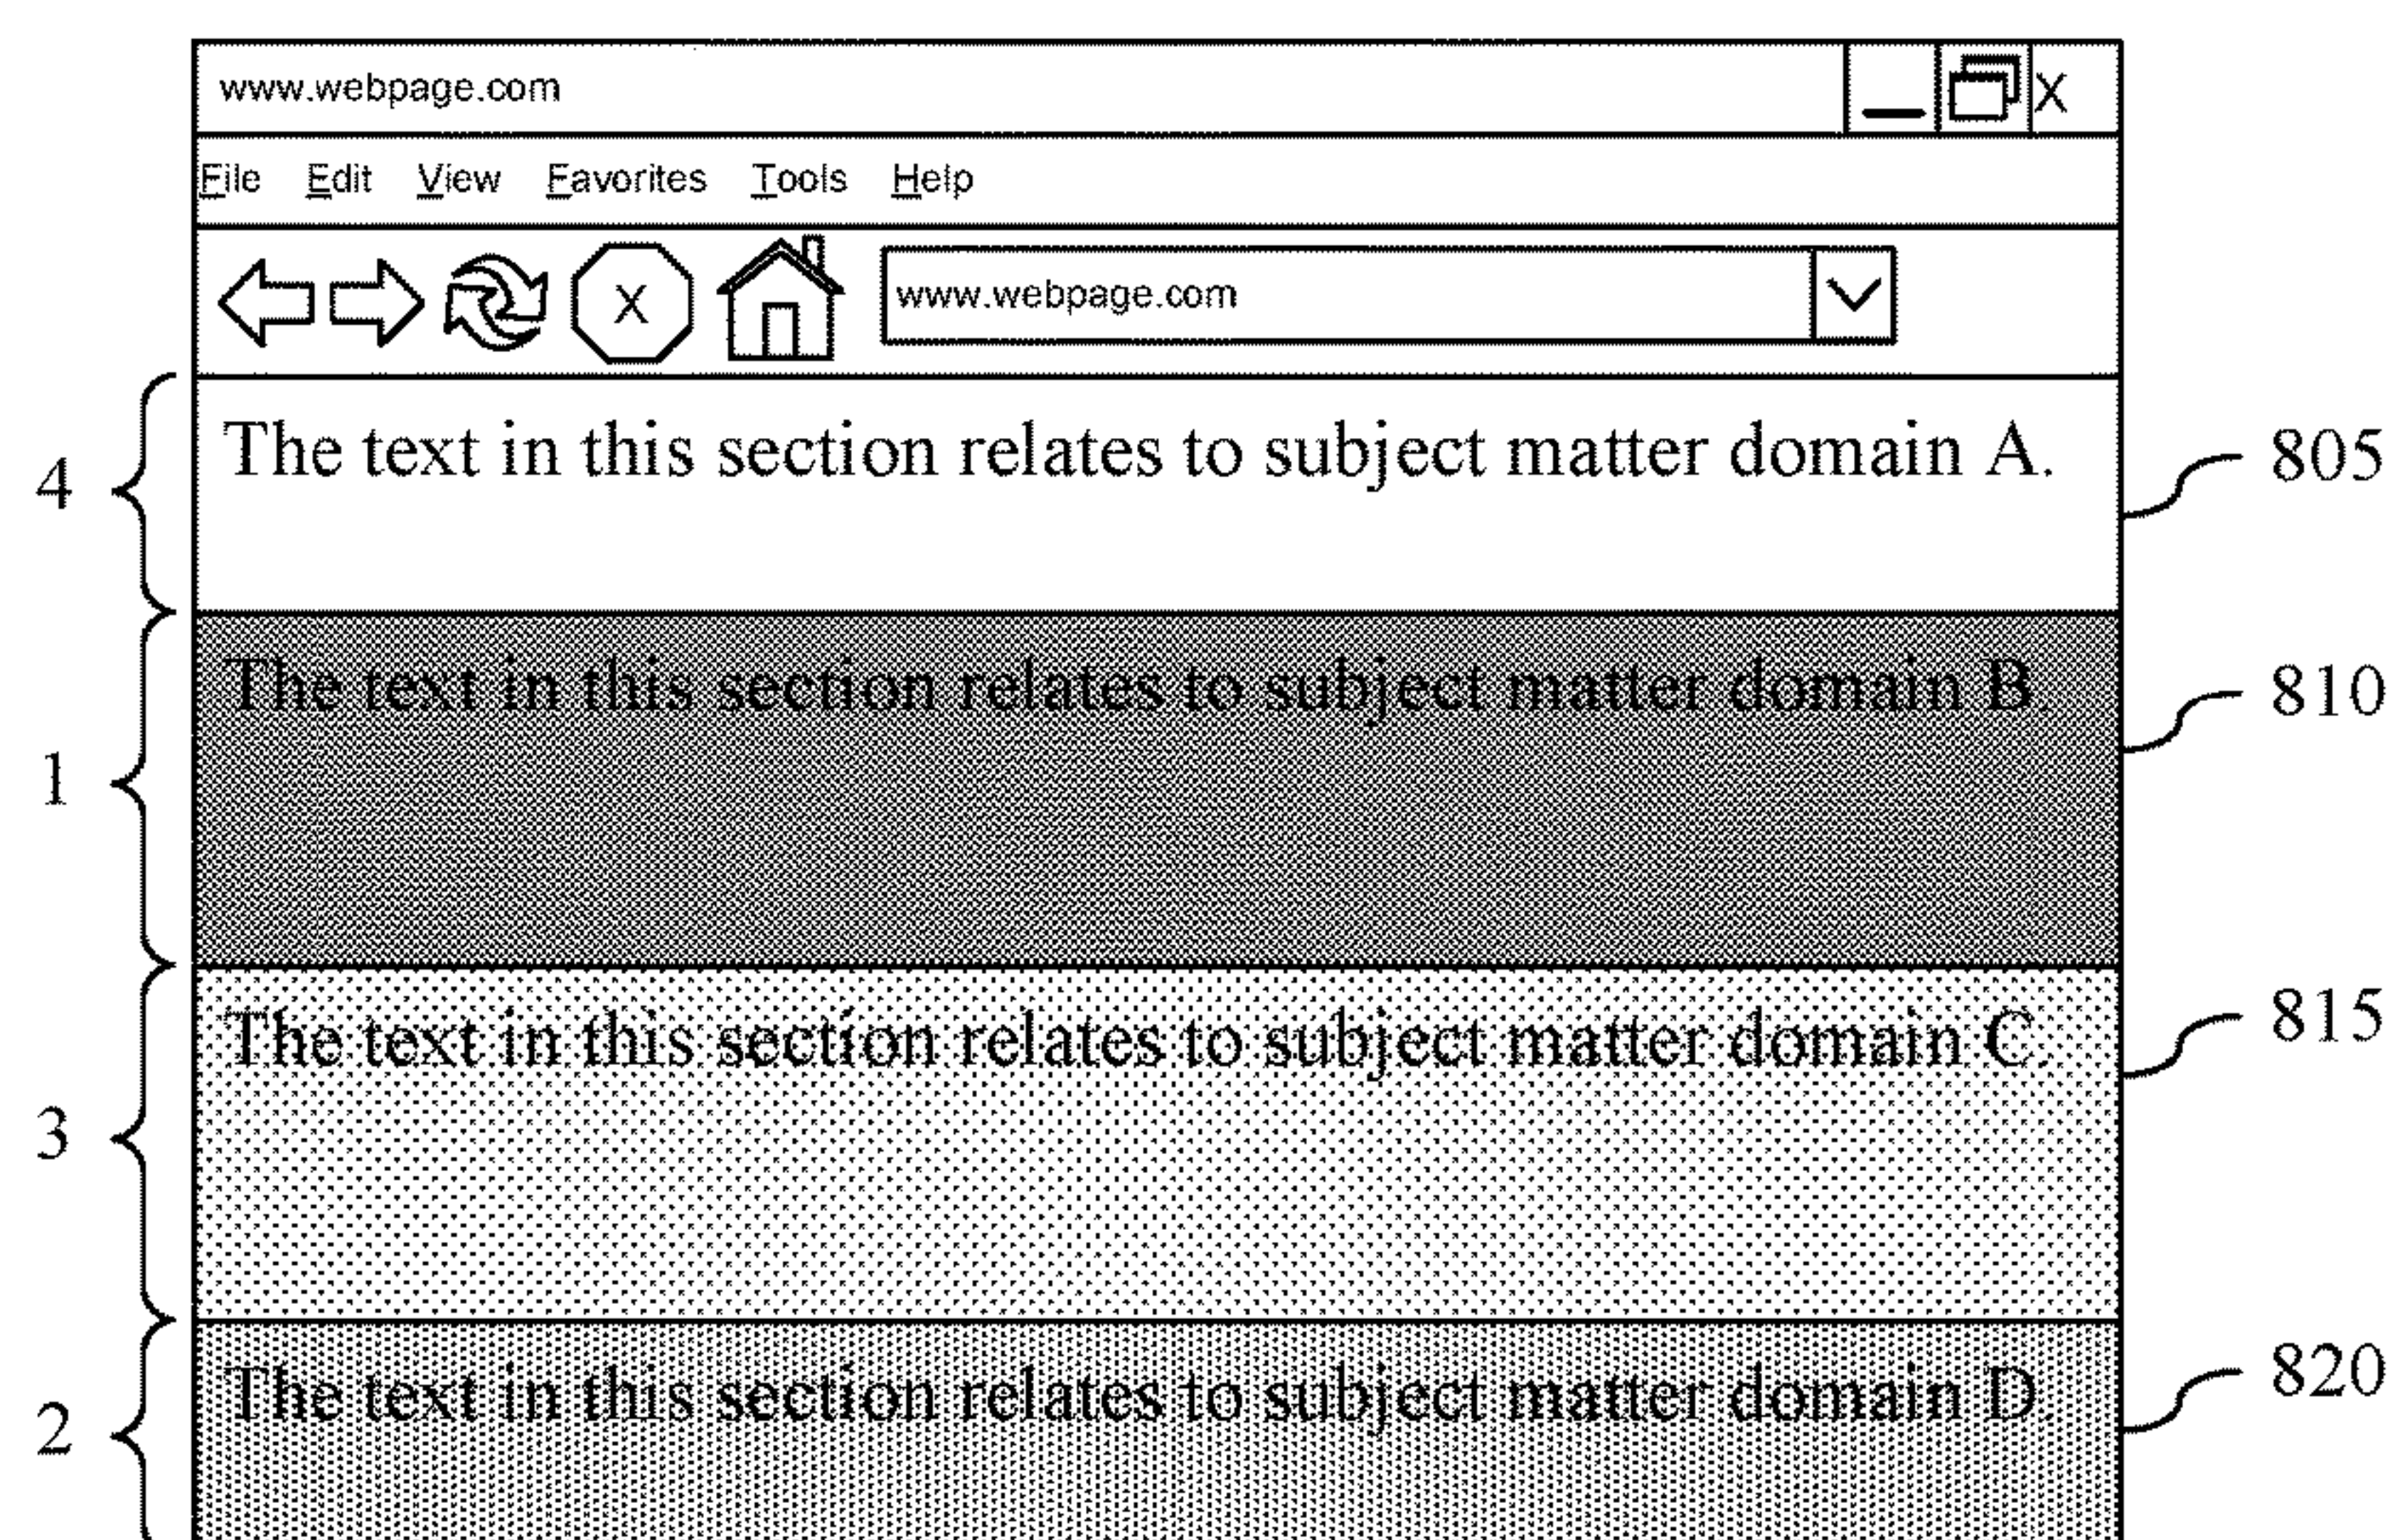 www.webpage.com X
File Edit View Favorites Tools Help
X www.webpage.com
4 The text in this section relates to subject matter domain A. 805
1 The text in this section relates to subject matter domain B. 810
3 The text in this section relates to subject matter domain C. 815
2 The text in this section relates to subject matter domain D. 820